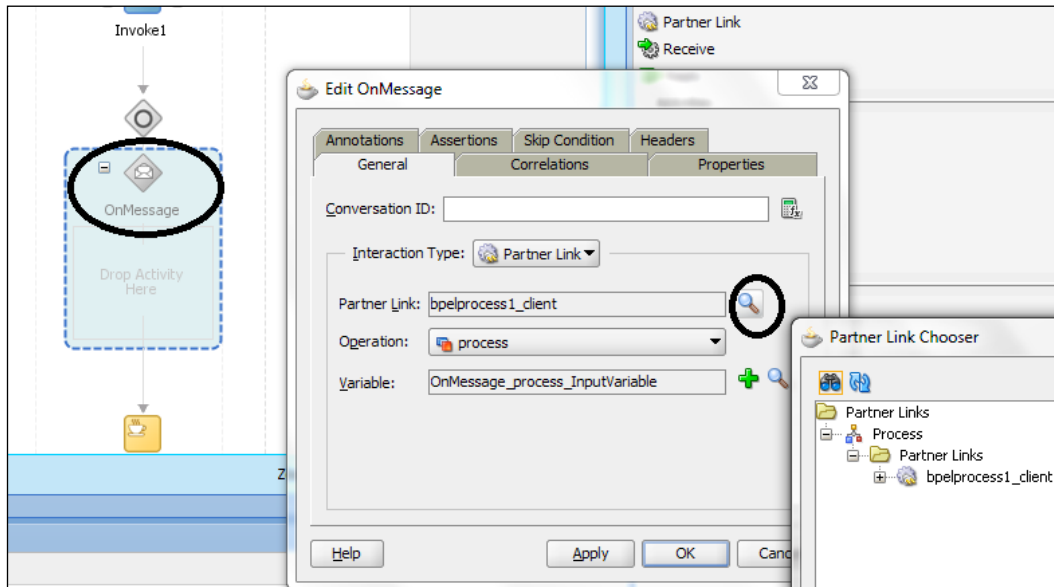 Invoke1
OnMessage
Drop Activity
Here
Z
Partner Link
Receive
Edit OnMessage
Annotations Assertions Skip Condition Headers
General Correlations Properties
Conversation ID:
Interaction Type: Partner Link
Partner Link: bpelprocess1_client
Operation: process
Variable: OnMessage_process_InputVariable
Help Apply OK Canc
Partner Link Chooser
Partner Links
Process
Partner Links
bpelprocess1_client